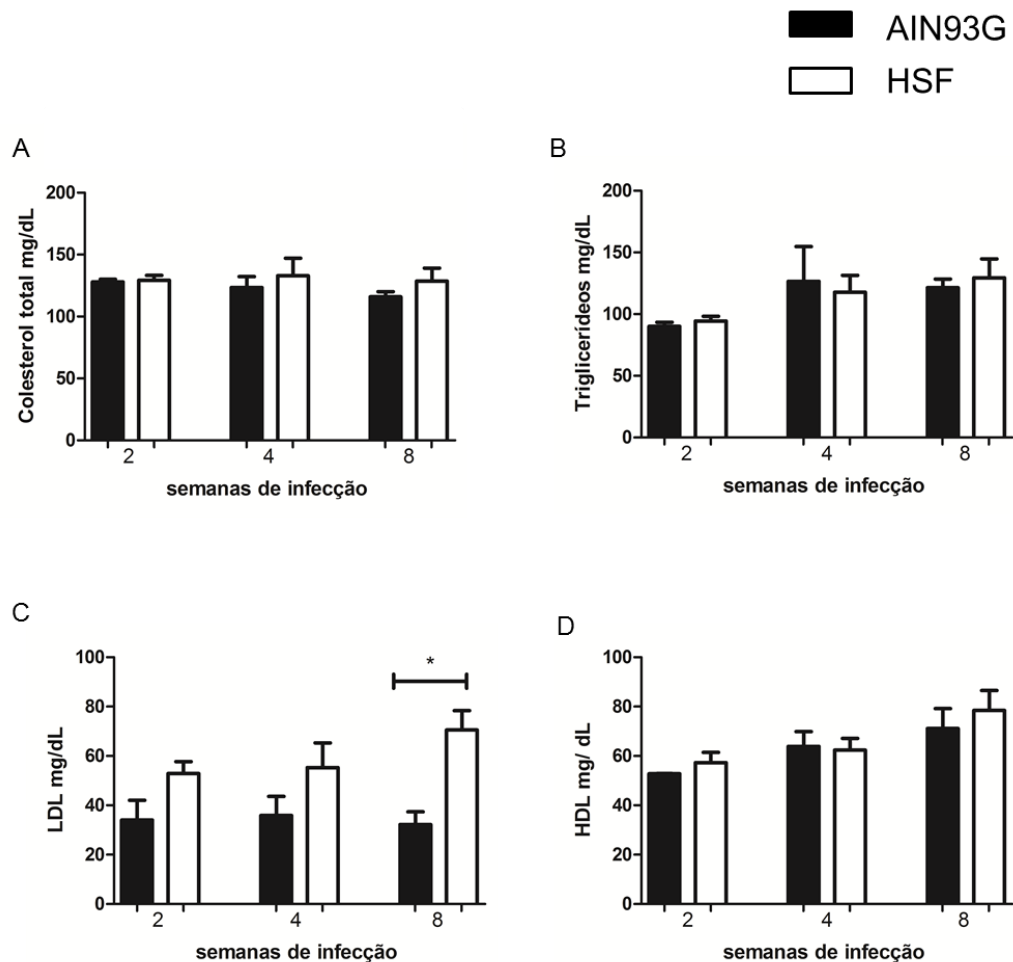 AIN93G
HSF
A
Colesterol total mg/dL
200
150
100
50
0
2 4 8
semanas de infecção
B
Triglicerídeos mg/dL
200
150
100
50
0
2 4 8
semanas de infecção
C
LDL mg/dL
100
80
60
40
20
0
*
2 4 8
semanas de infecção
D
HDL mg/ dL
100
80
60
40
20
0
2 4 8
semanas de infecção